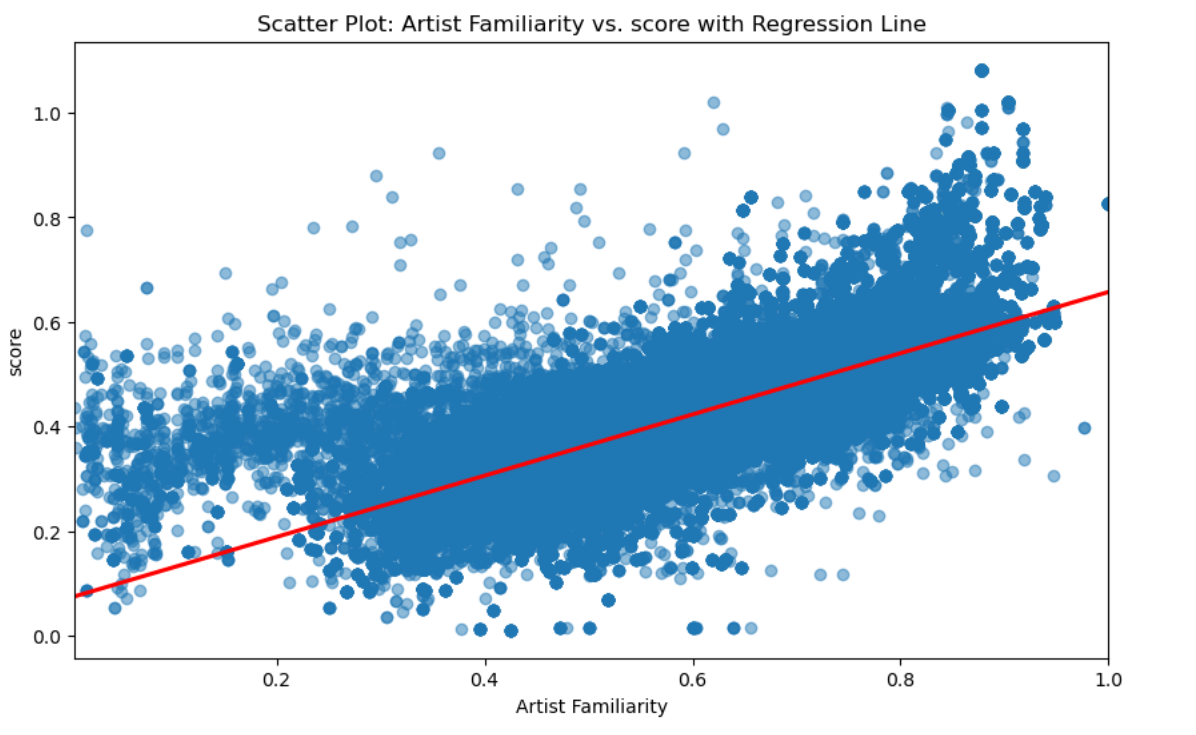 Scatter Plot: Artist Familiarity vs. score with Regression Line
1.0
0.8
0.6
0.4
0.2
0.0
score
0.2 0.4 0.6 0.8 1.0
Artist Familiarity